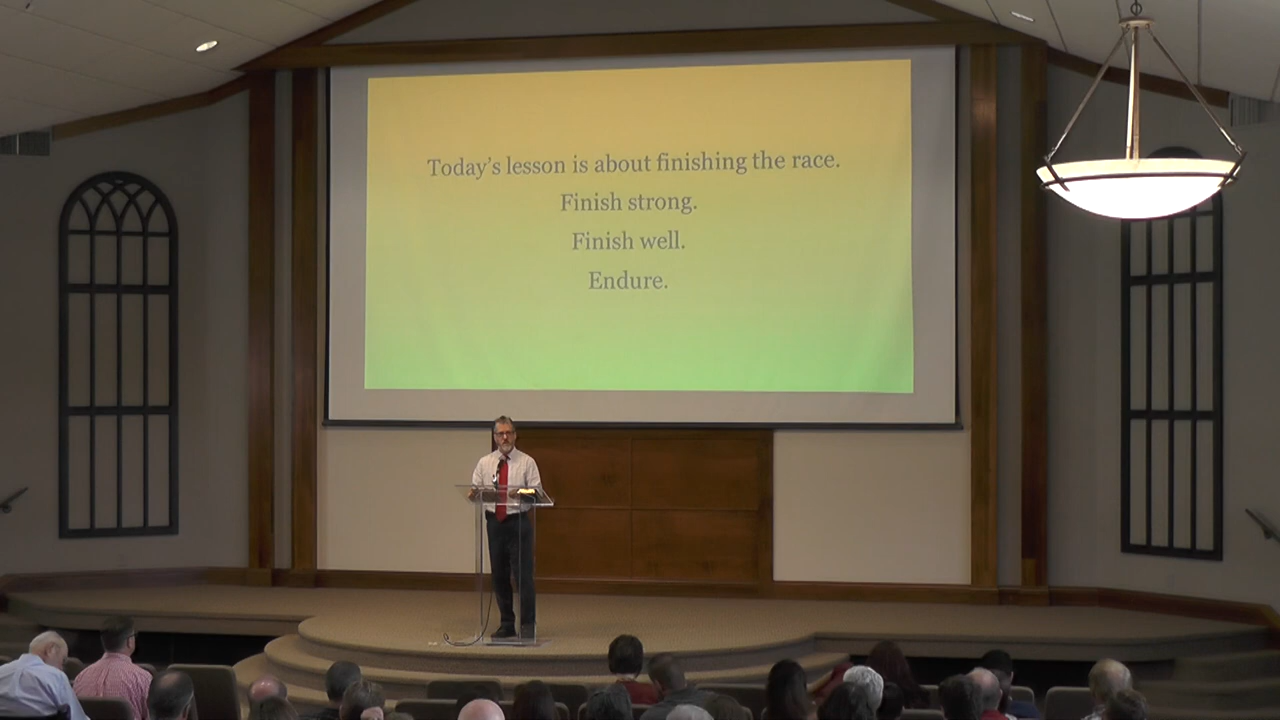 Today's lesson is about finishing the race.
Finish strong.
Finish well.
Endure.